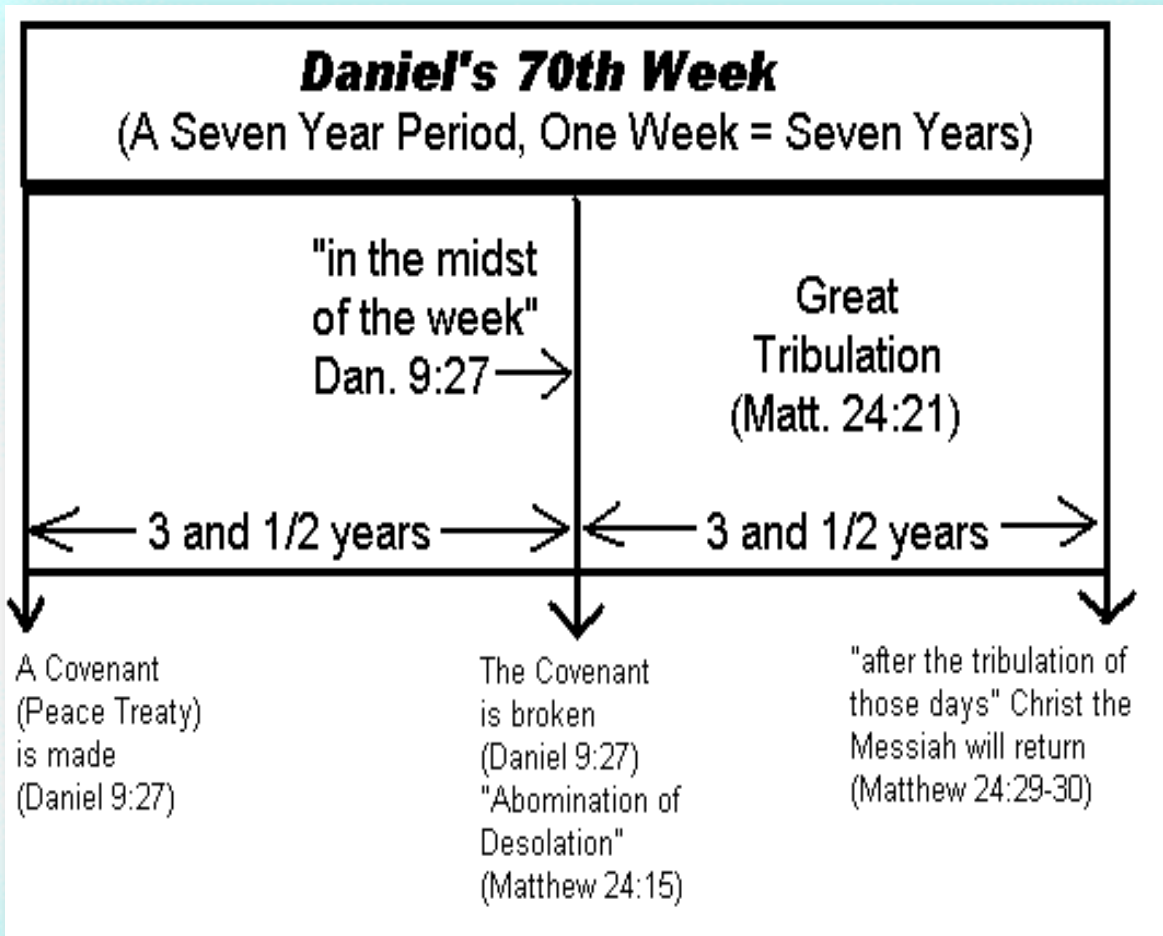 Daniel's 70th Week
(A Seven Year Period, One Week = Seven Years)
"in the midst
of the week"
Dan. 9:27
Great
Tribulation
(Matt. 24:21)
3 and 1/2 years
3 and 1/2 years
A Covenant
(Peace Treaty)
is made
(Daniel 9:27)
The Covenant
is broken
(Daniel 9:27)
"Abomination of
Desolation"
(Matthew 24:15)
"after the tribulation of
those days" Christ the
Messiah will return
(Matthew 24:29-30)